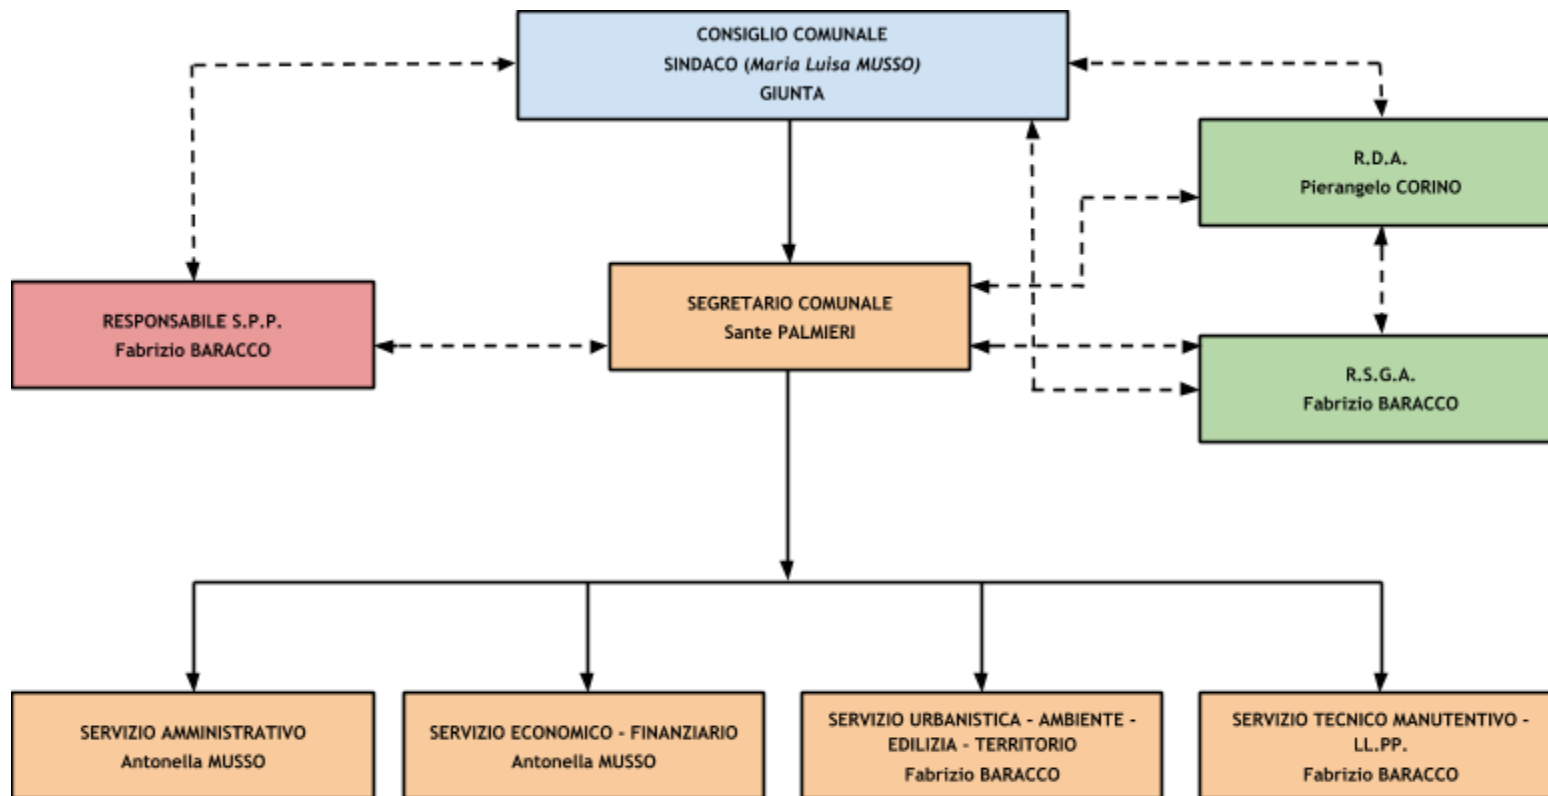 CONSIGLIO COMUNALE
SINDACO (Maria Luisa MUSSO)
GIUNTA
R.D.A.
Pierangelo CORINO
SEGRETARIO COMUNALE
Sante PALMIERI
RESPONSABILE S.P.P.
Fabrizio BARACCO
R.S.G.A.
Fabrizio BARACCO
SERVIZIO AMMINISTRATIVO
Antonella MUSSO
SERVIZIO ECONOMICO - FINANZIARIO
Antonella MUSSO
SERVIZIO URBANISTICA - AMBIENTE -
EDILIZIA - TERRITORIO
Fabrizio BARACCO
SERVIZIO TECNICO MANUTENTIVO -
LL.PP.
Fabrizio BARACCO